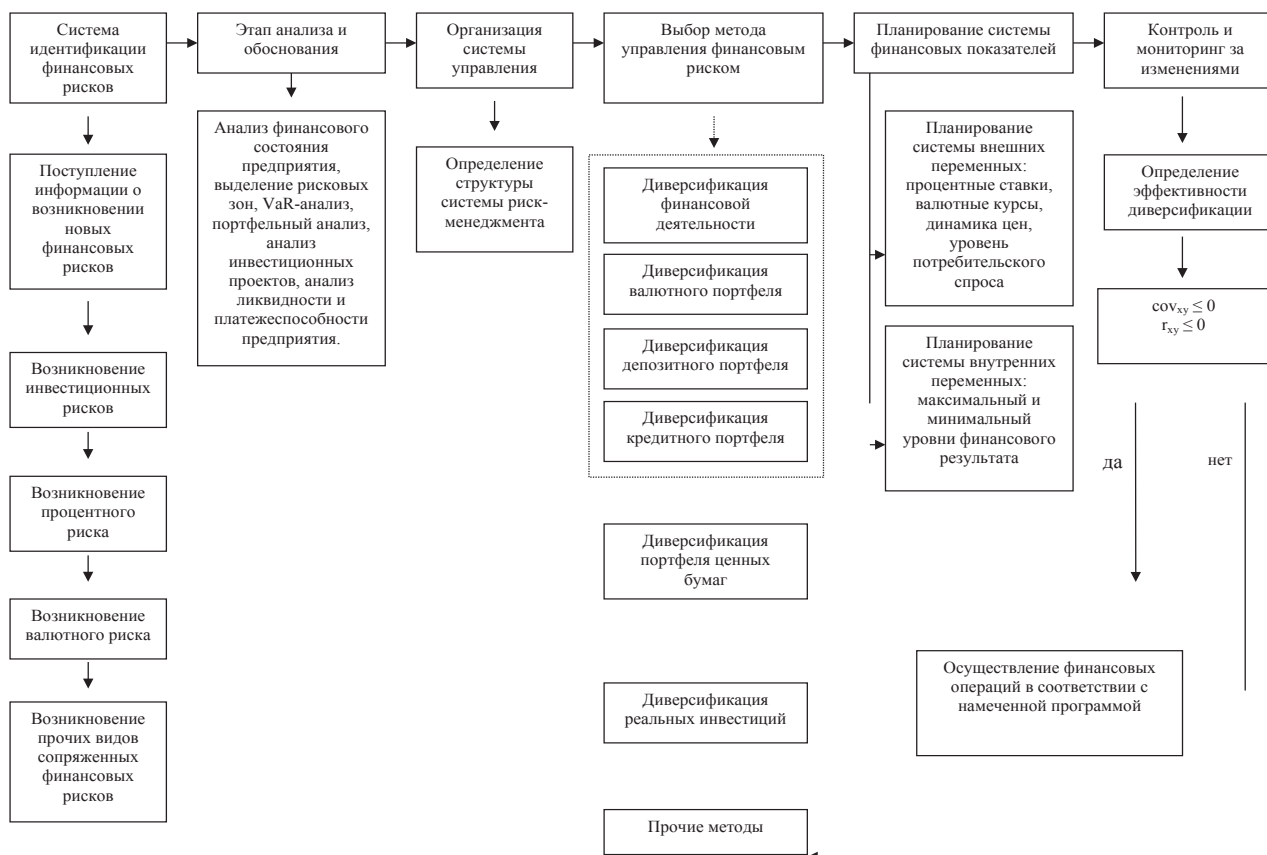 Система
идентификации
финансовых
рисков
Этап анализа и
обоснования
Организация
системы
управления
Выбор метода
управления финансовым
риском
Планирование системы
финансовых показателей
Контроль и
мониторинг за
изменениями
Поступление
информации о
возникновении
новых
финансовых
рисков
Возникновение
инвестиционных
рисков
Возникновение
процентного
риска
Возникновение
валютного риска
Возникновение
прочих видов
сопряженных
финансовых
рисков
Анализ финансового
состояния
предприятия,
выделение рисковых
зон, VaR-анализ,
портфельный анализ,
анализ
инвестиционных
проектов, анализ
ликвидности и
платежеспособности
предприятия.
Определение
структуры
системы риск-
менеджмента
Диверсификация
финансовой
деятельности
Диверсификация
валютного портфеля
Диверсификация
депозитного портфеля
Диверсификация
кредитного портфеля
Диверсификация
портфеля ценных
бумаг
Диверсификация
реальных инвестиций
Прочие методы
Планирование
системы внешних
переменных:
процентные ставки,
валютные курсы,
динамика цен,
уровень
потребительского
спроса
Планирование
системы внутренних
переменных:
максимальный и
минимальный
уровни финансового
результата
Определение
эффективности
диверсификации
covxy ≤ 0
rxy ≤ 0
да
нет
Осуществление финансовых
операций в соответствии с
намеченной программой